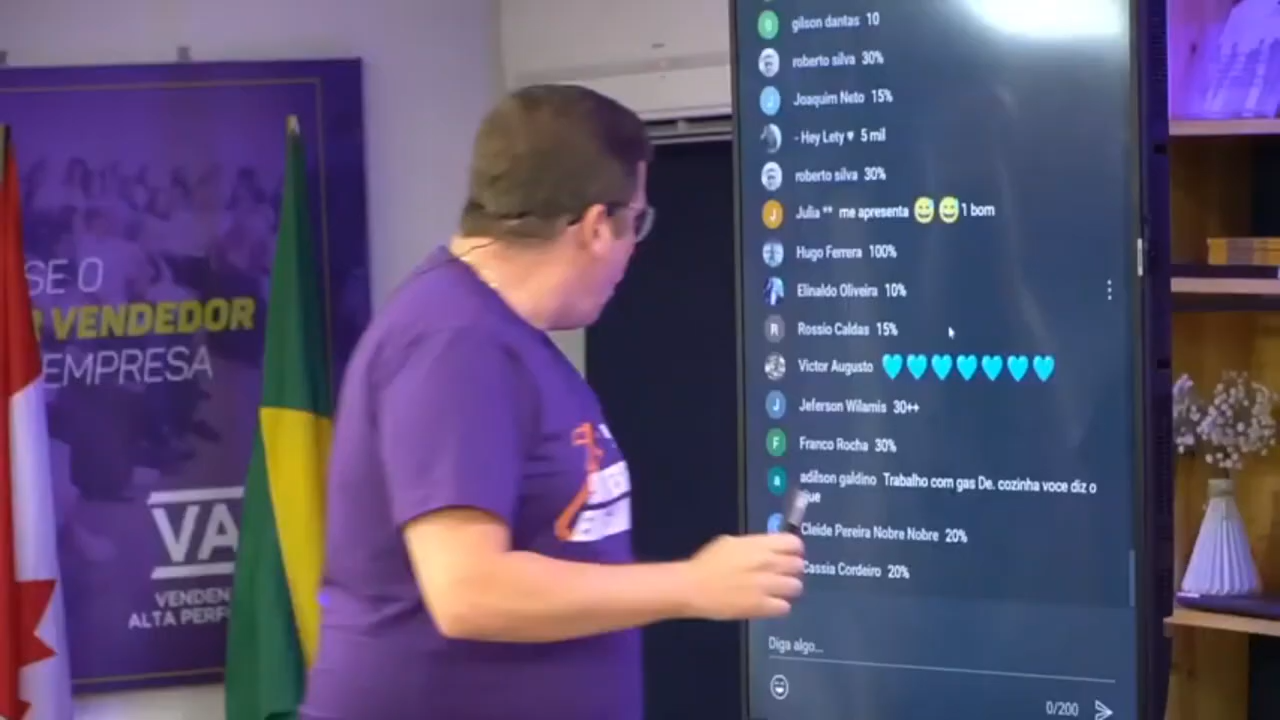 SE O
VENDEDOR
EMPRESA
VA
VENDEN
ALTA PERF
gilson dantas 10
roberto silva 30%
J Joaquim Neto 15%
- Hey Lety ♥ 5 mil
roberto silva 30%
J Julia ** me apresenta 😅 😅 1 bom
Hugo Ferrera 100%
Elinaldo Oliveira 10%
R Rossio Caldas 15%
Victor Augusto 🩵🩵🩵🩵🩵🩵🩵
J Jeferson Wilamis 30++
F Franco Rocha 30%
a adilson galdino Trabalho com gas De. cozinha voce diz o
que
Cleide Pereira Nobre Nobre 20%
Cassia Cordeiro 20%
Diga algo...
0/200